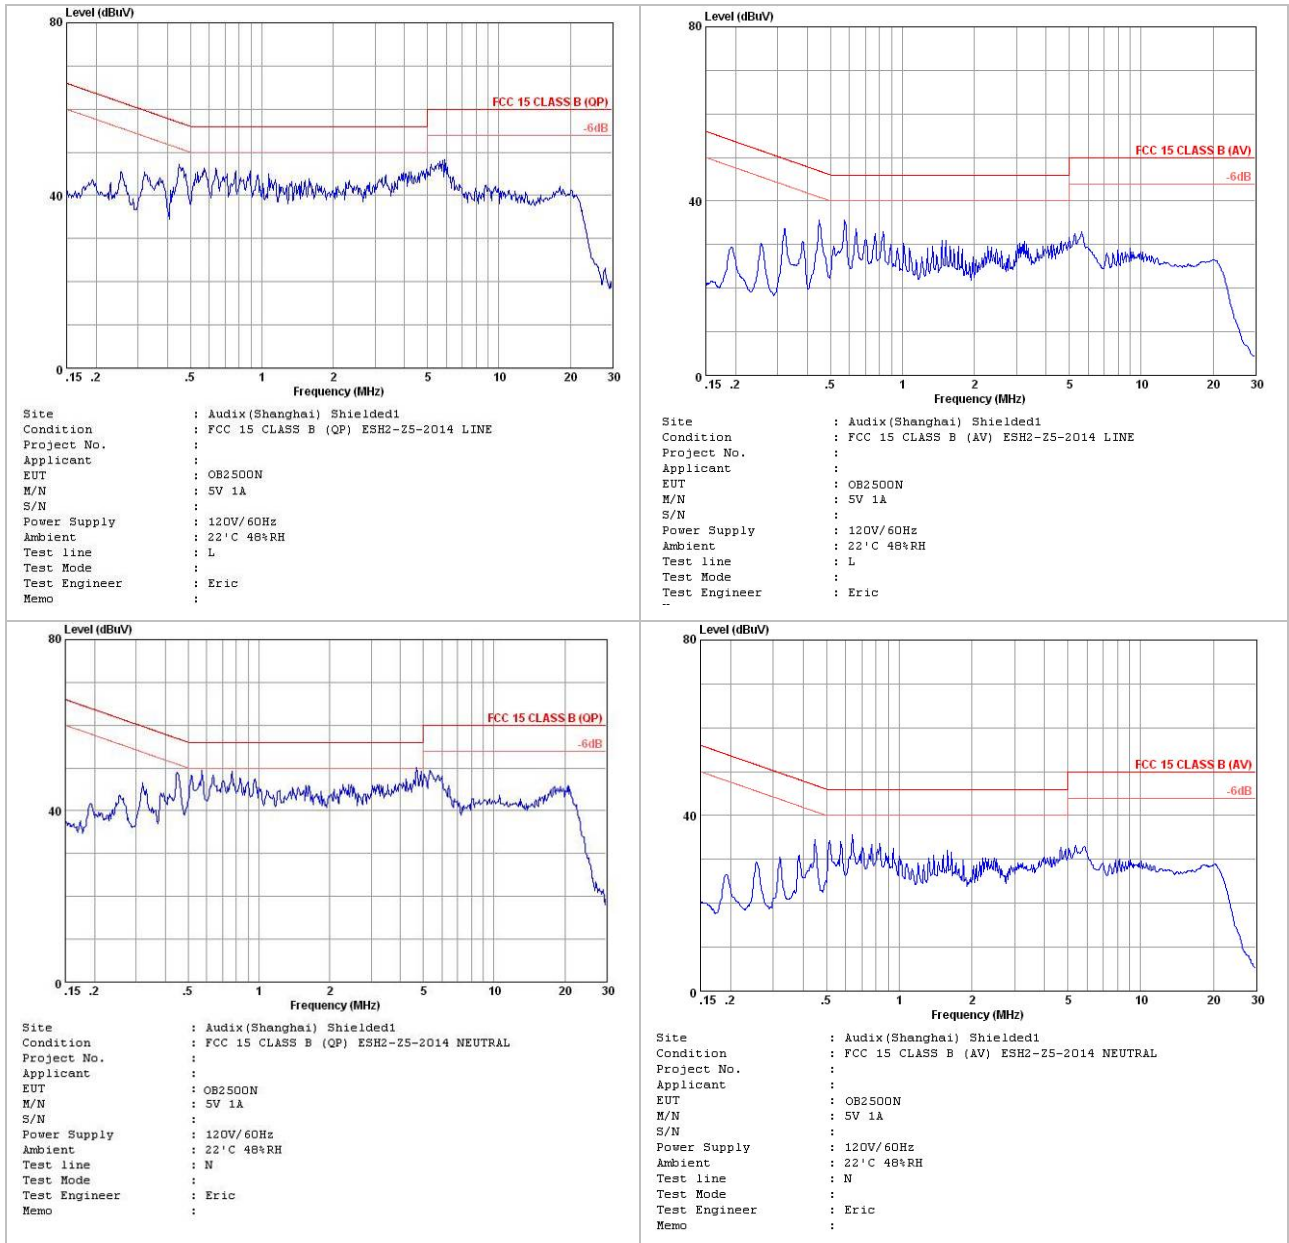 Level (dBuV)
80
FCC 15 CLASS B (QP)
-6dB
40
0
.15 .2 .5 1 2 5 10 20 30
Frequency (MHz)
Site : Audix(Shanghai) Shielded1
Condition : FCC 15 CLASS B (QP) ESH2-Z5-2014 LINE
Project No. :
Applicant :
EUT : OB2500N
M/N : 5V 1A
S/N :
Power Supply : 120V/60Hz
Ambient : 22'C 48%RH
Test line : L
Test Mode :
Test Engineer : Eric
Memo :
Level (dBuV)
80
FCC 15 CLASS B (AV)
-6dB
40
0
.15 .2 .5 1 2 5 10 20 30
Frequency (MHz)
Site : Audix(Shanghai) Shielded1
Condition : FCC 15 CLASS B (AV) ESH2-Z5-2014 LINE
Project No. :
Applicant :
EUT : OB2500N
M/N : 5V 1A
S/N :
Power Supply : 120V/60Hz
Ambient : 22'C 48%RH
Test line : L
Test Mode :
Test Engineer : Eric
Level (dBuV)
80
FCC 15 CLASS B (QP)
-6dB
40
0
.15 .2 .5 1 2 5 10 20 30
Frequency (MHz)
Site : Audix(Shanghai) Shielded1
Condition : FCC 15 CLASS B (QP) ESH2-Z5-2014 NEUTRAL
Project No. :
Applicant :
EUT : OB2500N
M/N : 5V 1A
S/N :
Power Supply : 120V/60Hz
Ambient : 22'C 48%RH
Test line : N
Test Mode :
Test Engineer : Eric
Memo :
Level (dBuV)
80
FCC 15 CLASS B (AV)
-6dB
40
0
.15 .2 .5 1 2 5 10 20 30
Frequency (MHz)
Site : Audix(Shanghai) Shielded1
Condition : FCC 15 CLASS B (AV) ESH2-Z5-2014 NEUTRAL
Project No. :
Applicant :
EUT : OB2500N
M/N : 5V 1A
S/N :
Power Supply : 120V/60Hz
Ambient : 22'C 48%RH
Test line : N
Test Mode :
Test Engineer : Eric
Memo :